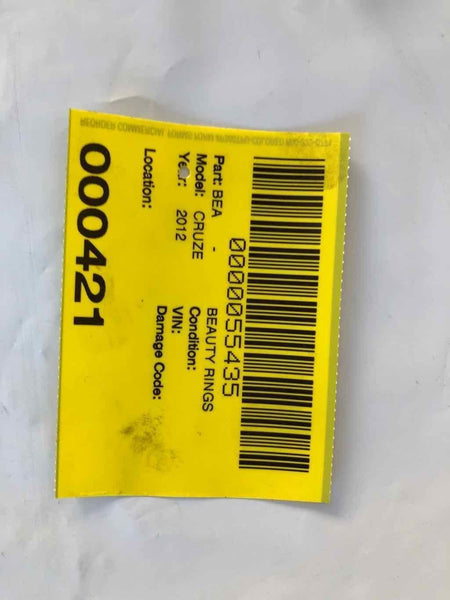 0000055435
Part: BEA - BEAUTY RINGS
Model: CRUZE Condition:
Year: 2012 VIN:
Damage Code:
Location:
000421